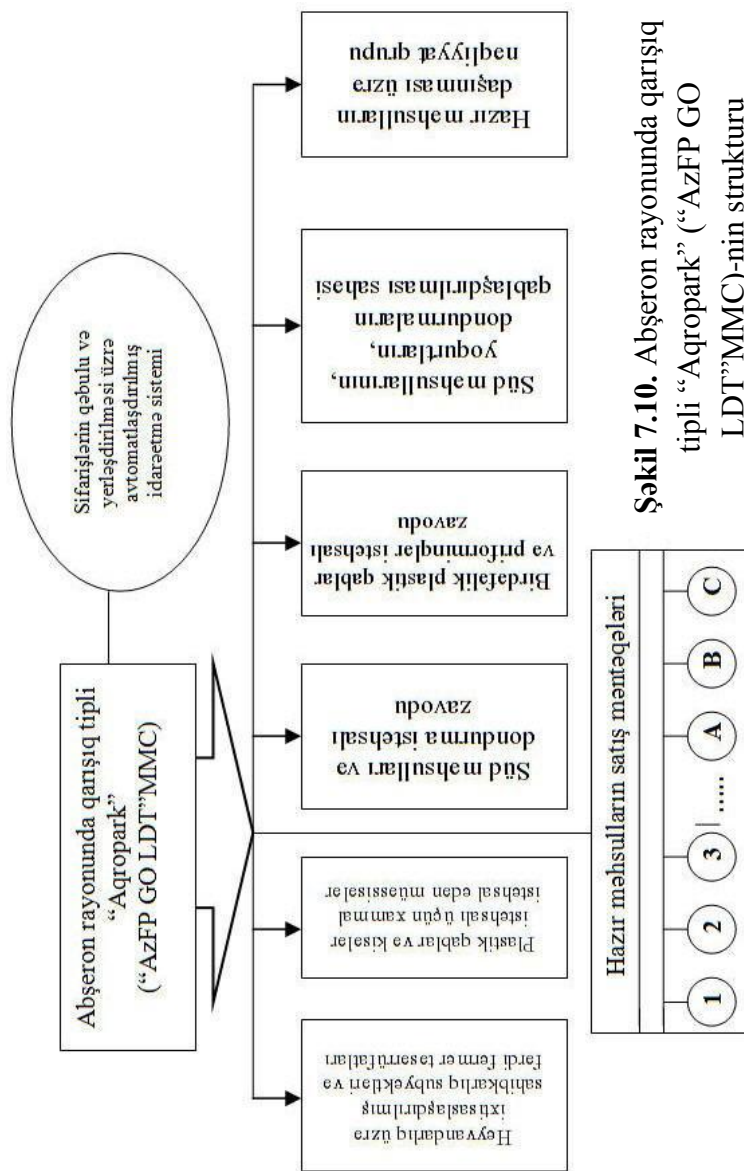 Abşeron rayonunda qarışıq tipli
“Aqropark”
(“AzFP GO LDT”MMC)
Sifarişlərin qəbulu və
yerləşdirilməsi üzrə
avtomatlaşdırılmış
idarəetmə sistemi
Heyvandarlıq üzrə
ixtisaslaşdırılmış
sahibkarlıq subyektləri və
fərdi fermer təsərrüfatları
Plastik qablar və kisələr
istehsalı üçün xammal
istehsal edən müəssisələr
Süd məhsulları və
dondurma istehsalı
zavodu
Birdəfəlik plastik qablar
və priforminqlər istehsalı
zavodu
Süd məhsullarının,
yoqurtların,
dondurmaların
qablaşdırılması sahəsi
Hazır məhsulların
daşınması üzrə
nəqliyyat qrupu
Hazır məhsulların satış məntəqələri
1 2 3 ..... A B C
Şəkil 7.10. Abşeron rayonunda qarışıq
tipli “Aqropark” (“AzFP GO
LDT”MMC)-nin strukturu